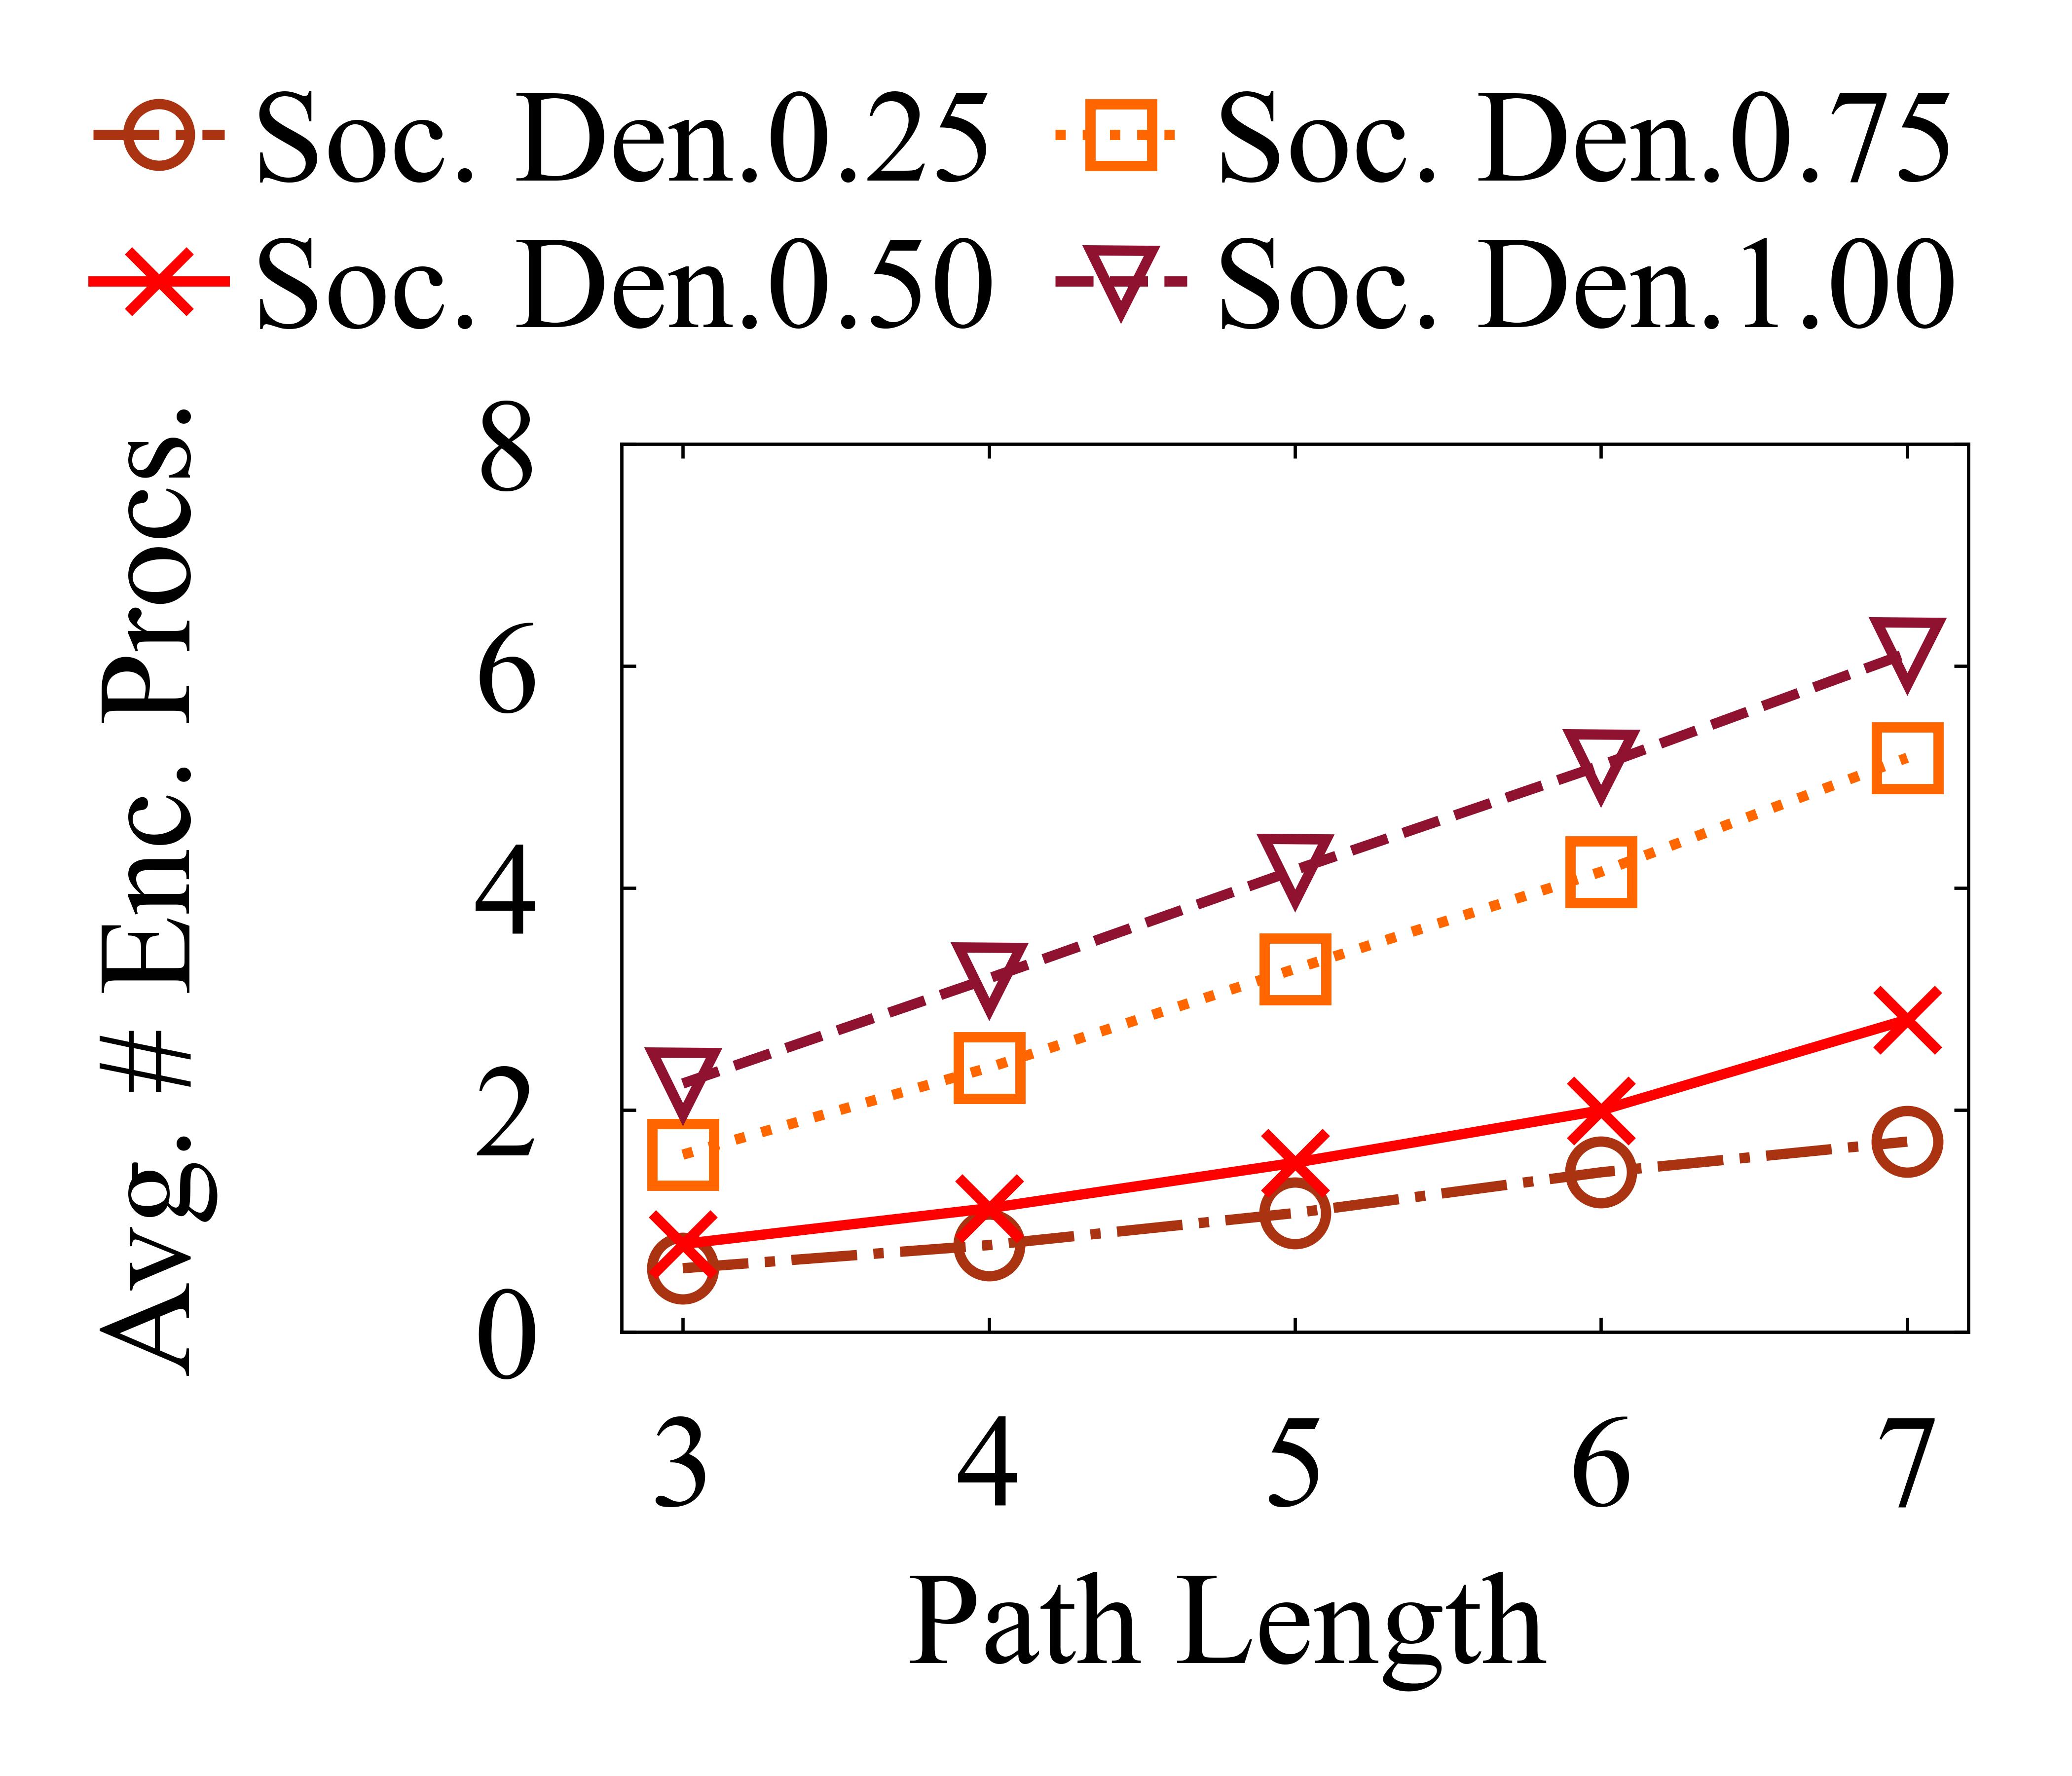 Soc. Den.0.25 Soc. Den.0.75
Soc. Den.0.50 Soc. Den.1.00
Avg. # Enc. Procs.
8
6
4
2
0
3 4 5 6 7
Path Length